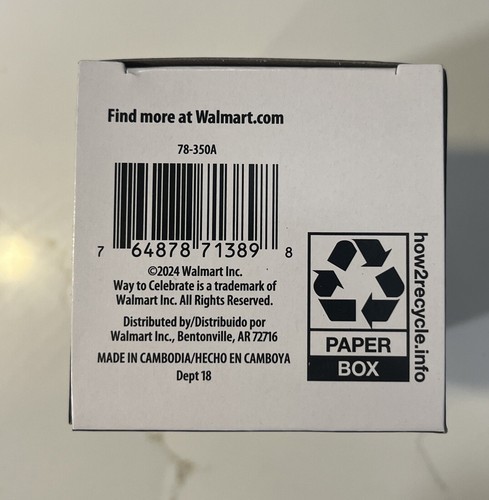 Find more at Walmart.com
78-350A
7 64878 71389 8
©2024 Walmart Inc.
Way to Celebrate is a trademark of
Walmart Inc. All Rights Reserved.
Distributed by/Distribuido por
Walmart Inc., Bentonville, AR 72716
MADE IN CAMBODIA/HECHO EN CAMBOYA
Dept 18
PAPER
BOX
how2recycle.info